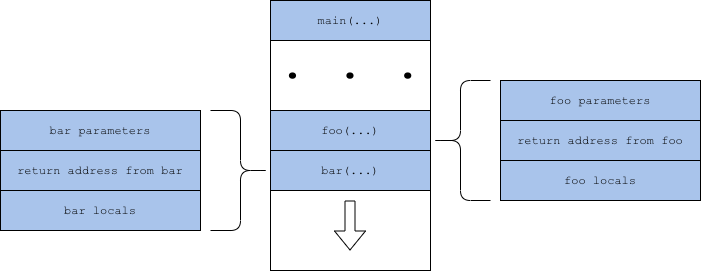 main(...)
foo(...)
bar(...)
bar parameters
return address from bar
bar locals
foo parameters
return address from foo
foo locals